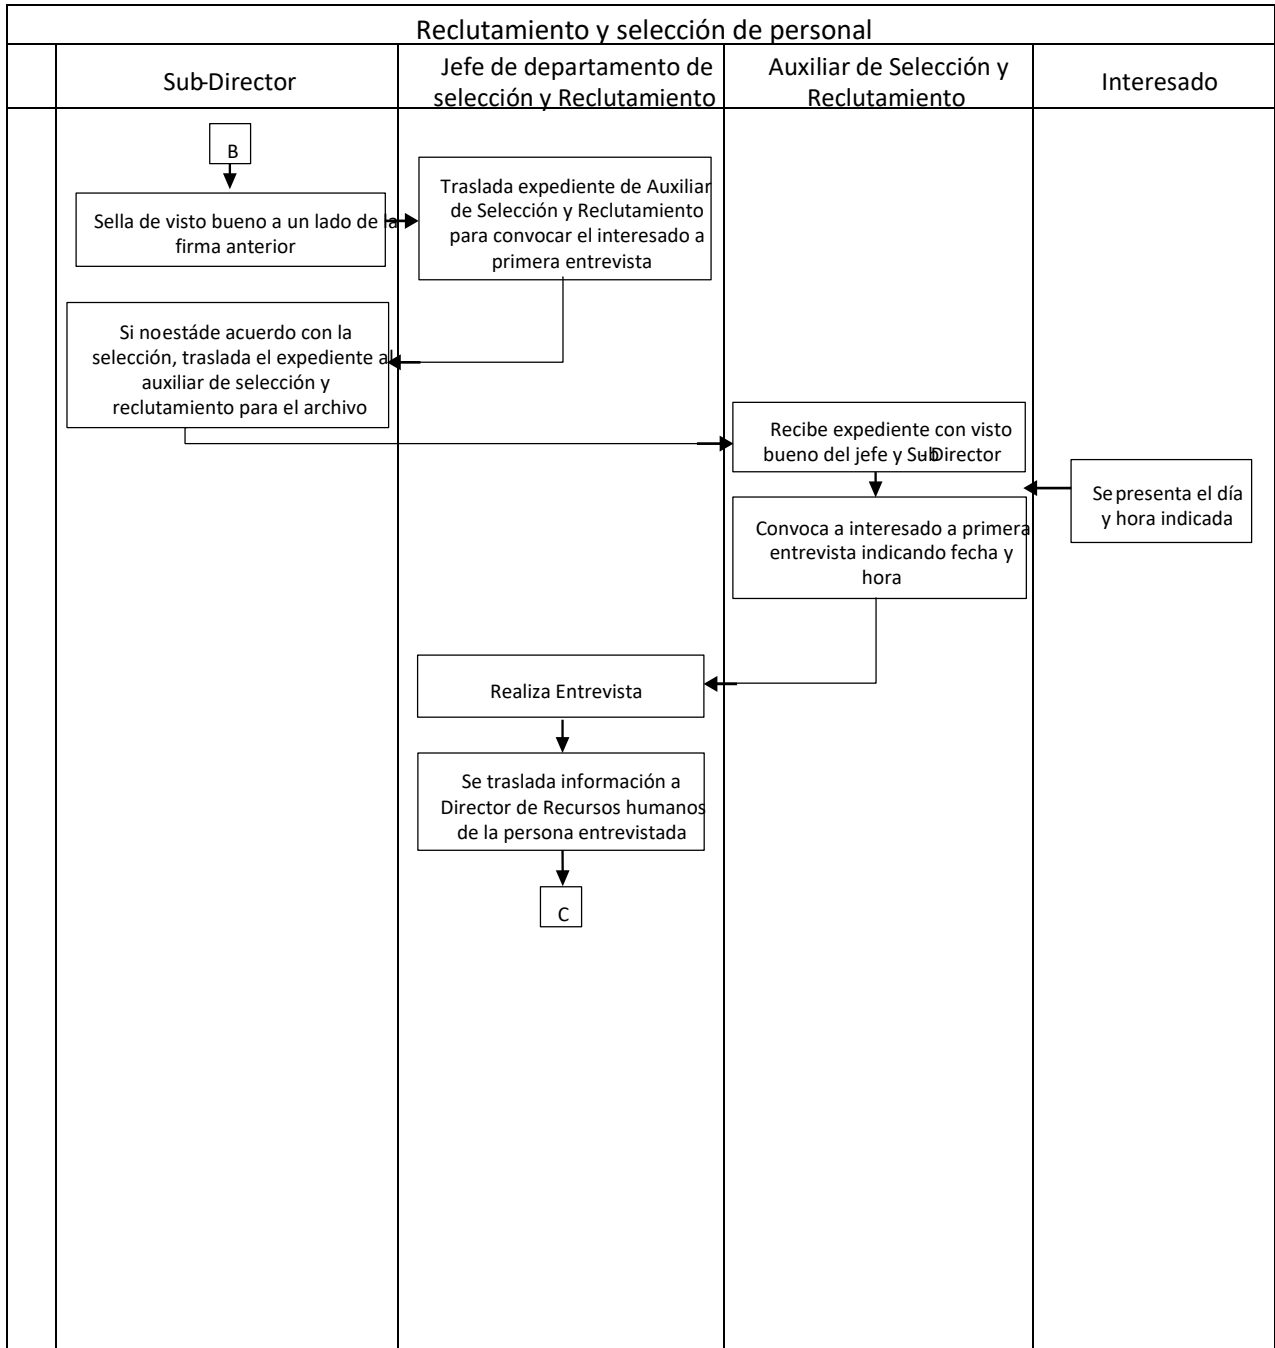 Reclutamiento y selección de personal
Sub-Director
Jefe de departamento de
selección y Reclutamiento
Auxiliar de Selección y
Reclutamiento
Interesado
B
Sella de visto bueno a un lado de la
firma anterior
Traslada expediente de Auxiliar
de Selección y Reclutamiento
para convocar el interesado a
primera entrevista
Si no está de acuerdo con la
selección, traslada el expediente al
auxiliar de selección y
reclutamiento para el archivo
Recibe expediente con visto
bueno del jefe y Sub-Director
Se presenta el día
y hora indicada
Convoca a interesado a primera
entrevista indicando fecha y
hora
Realiza Entrevista
Se traslada información a
Director de Recursos humanos
de la persona entrevistada
C